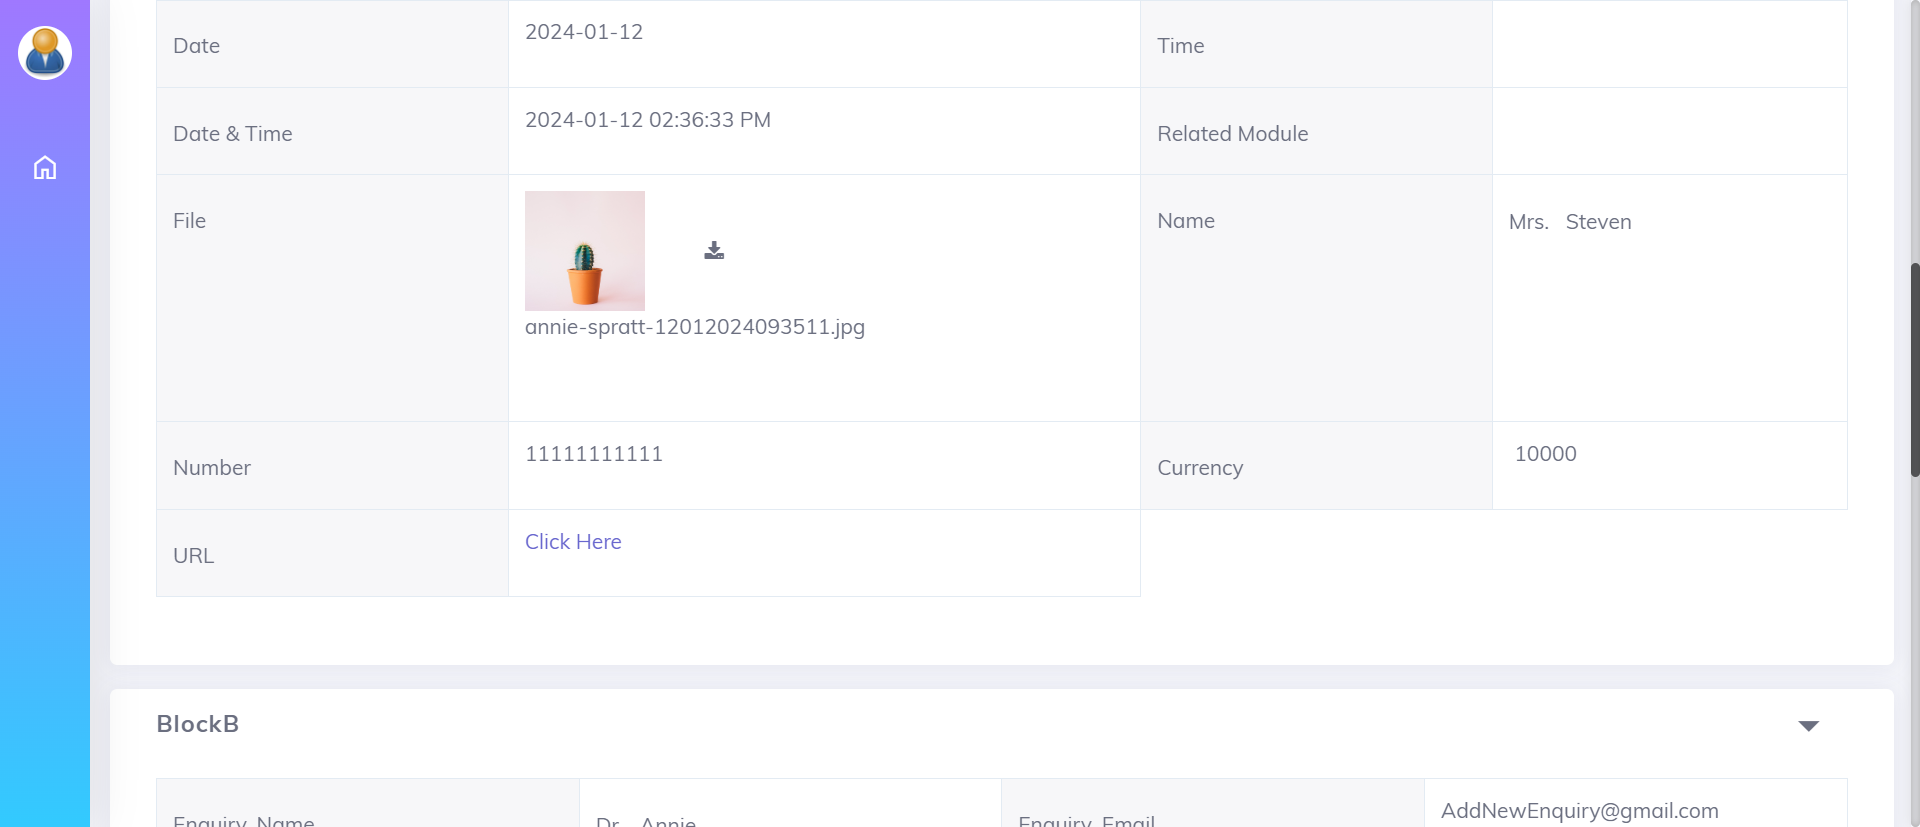 Date 2024-01-12 Time
Date & Time 2024-01-12 02:36:33 PM Related Module
File Name Mrs. Steven
annie-spratt-12012024093511.jpg
Number 11111111111 Currency 10000
URL Click Here
BlockB
Enquiry Name Dr. Annie Enquiry Email AddNewEnquiry@gmail.com